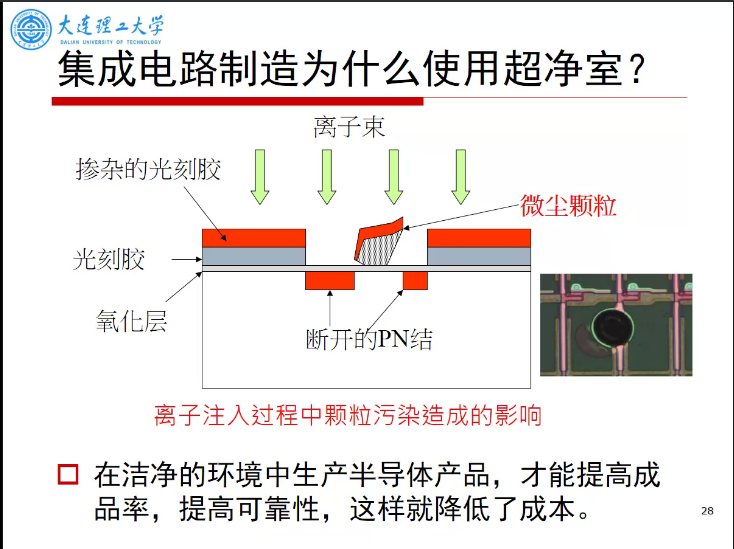 大连理工大学
DALIAN UNIVERSITY OF TECHNOLOGY
集成电路制造为什么使用超净室?
离子束
掺杂的光刻胶
微尘颗粒
光刻胶
氧化层
断开的PN结
离子注入过程中颗粒污染造成的影响
在洁净的环境中生产半导体产品，才能提高成
品率，提高可靠性，这样就降低了成本。
28